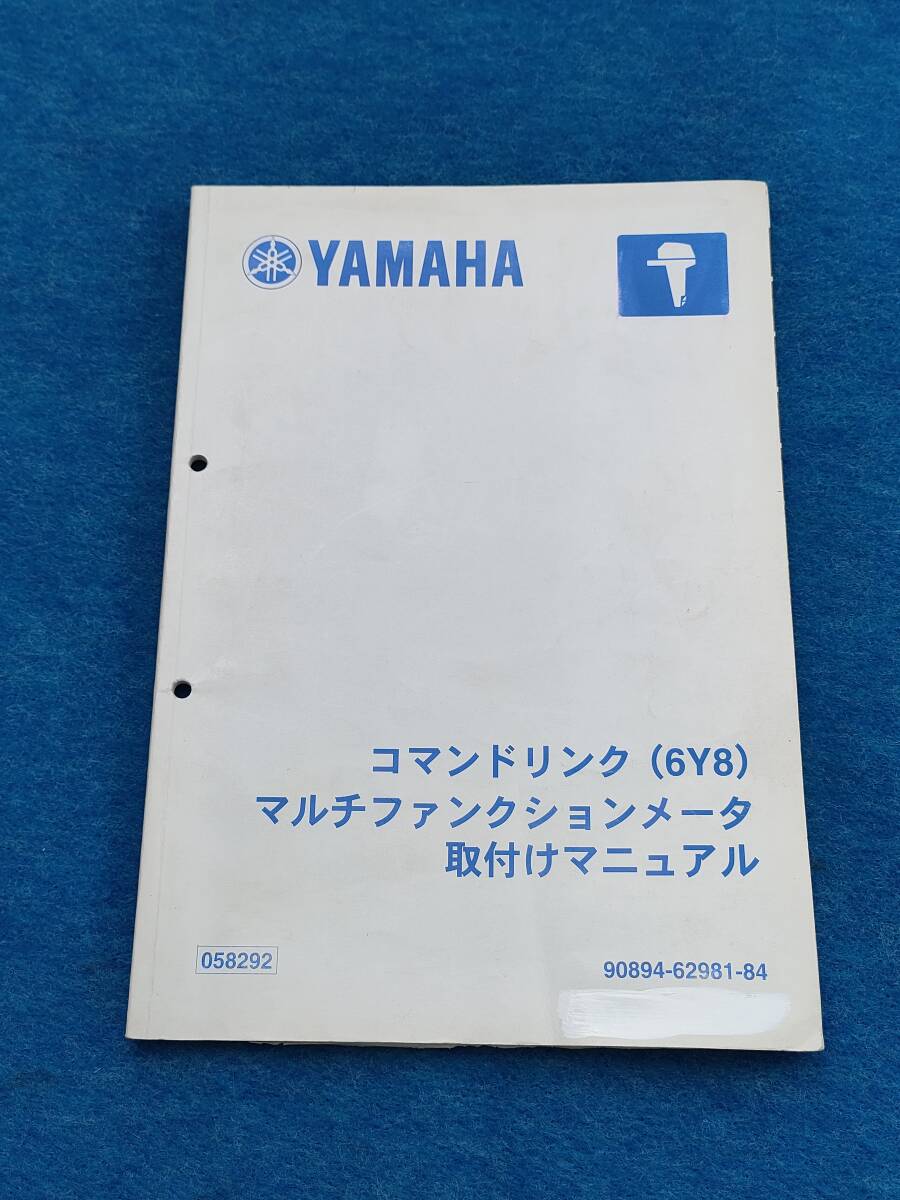 YAMAHA
コマンドリンク（6Y8）
マルチファンクションメータ
取付けマニュアル
058292
90894-62981-84